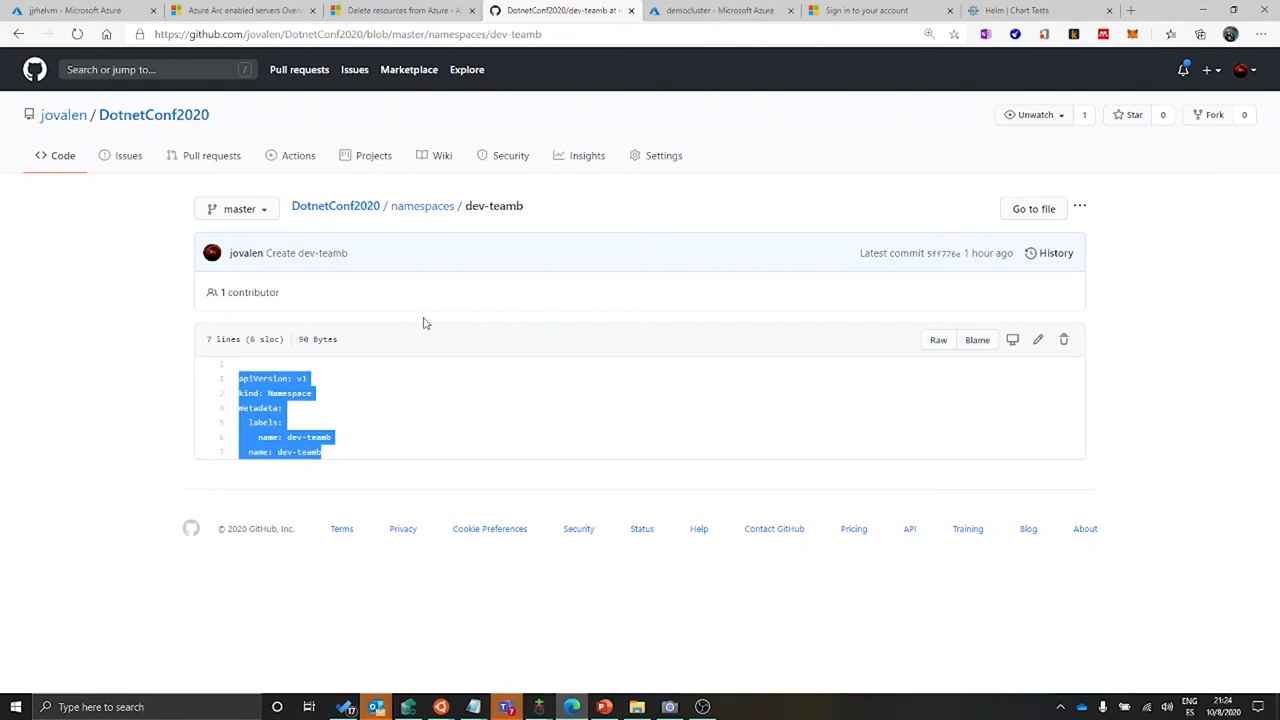 jjrhelvm - Microsoft Azure
Azure Arc enabled servers Over
Delete resources from Azure - A
DotnetConf2020/dev-teamb at m
democluster - Microsoft Azure
Sign in to your account
Helm | Chart Tests
https://github.com/jovalen/DotnetConf2020/blob/master/namespaces/dev-teamb
Search or jump to...
/
Pull requests
Issues
Marketplace
Explore
jovalen / DotnetConf2020
Unwatch 1
Star 0
Fork 0
<> Code
Issues
Pull requests
Actions
Projects
Wiki
Security
Insights
Settings
master
DotnetConf2020 / namespaces / dev-teamb
Go to file
jovalen Create dev-teamb
Latest commit 5ff776e 1 hour ago
History
1 contributor
7 lines (6 sloc) 90 Bytes
Raw
Blame
1
2 apiVersion: v1
3 kind: Namespace
4 metadata:
5 labels:
6 name: dev-teamb
7 name: dev-teamb
© 2020 GitHub, Inc.
Terms
Privacy
Cookie Preferences
Security
Status
Help
Contact GitHub
Pricing
API
Training
Blog
About
Type here to search
17
7
ENG
ES
21:24
10/8/2020